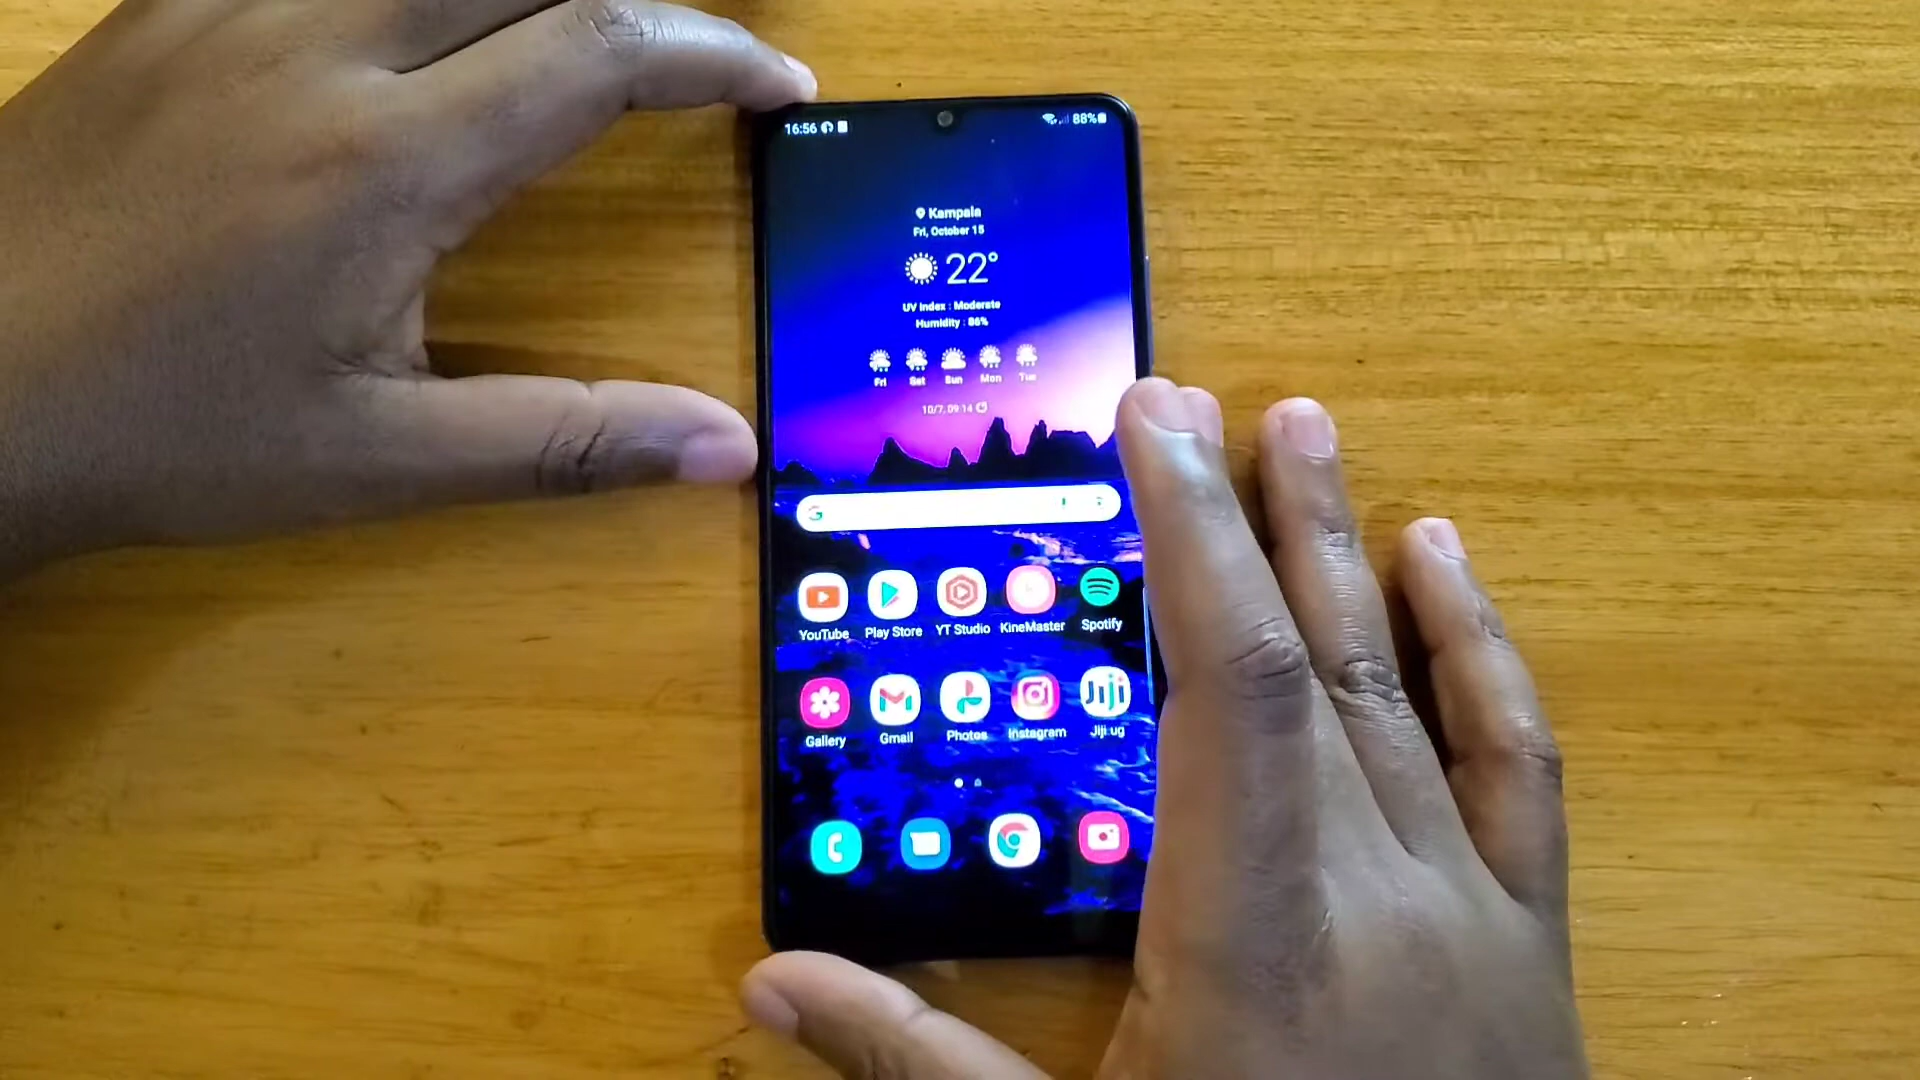 16:56
88%
Kampala
Fri, October 15
22°
UV index : Moderate
Humidity : 86%
Fri Sat Sun Mon Tue
10/7, 09:14
G
YouTube Play Store YT Studio KineMaster Spotify
Jiji
Gallery Gmail Photos Instagram Jiji.ug